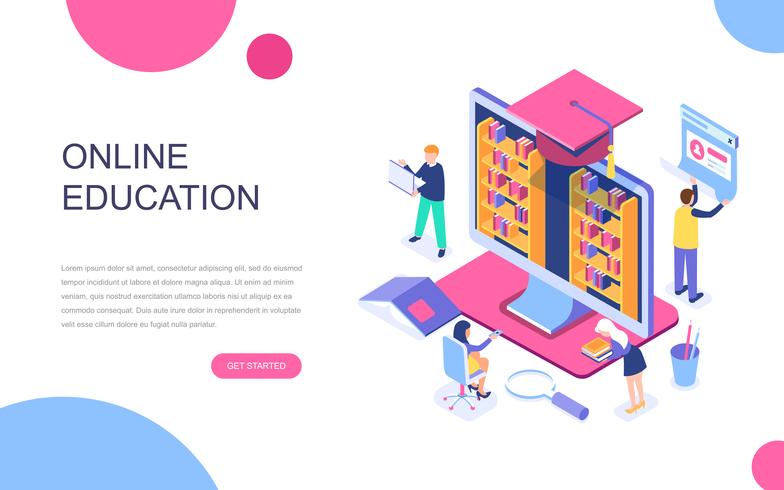 ONLINE
EDUCATION
Lorem ipsum dolor sit amet, consectetur adipiscing elit, sed do eiusmod
tempor incididunt ut labore et dolore magna aliqua. Ut enim ad minim
veniam, quis nostrud exercitation ullamco laboris nisi ut aliquip ex ea
commodo consequat. Duis aute irure dolor in reprehenderit in voluptate
velit esse cillum dolore eu fugiat nulla pariatur.
GET STARTED